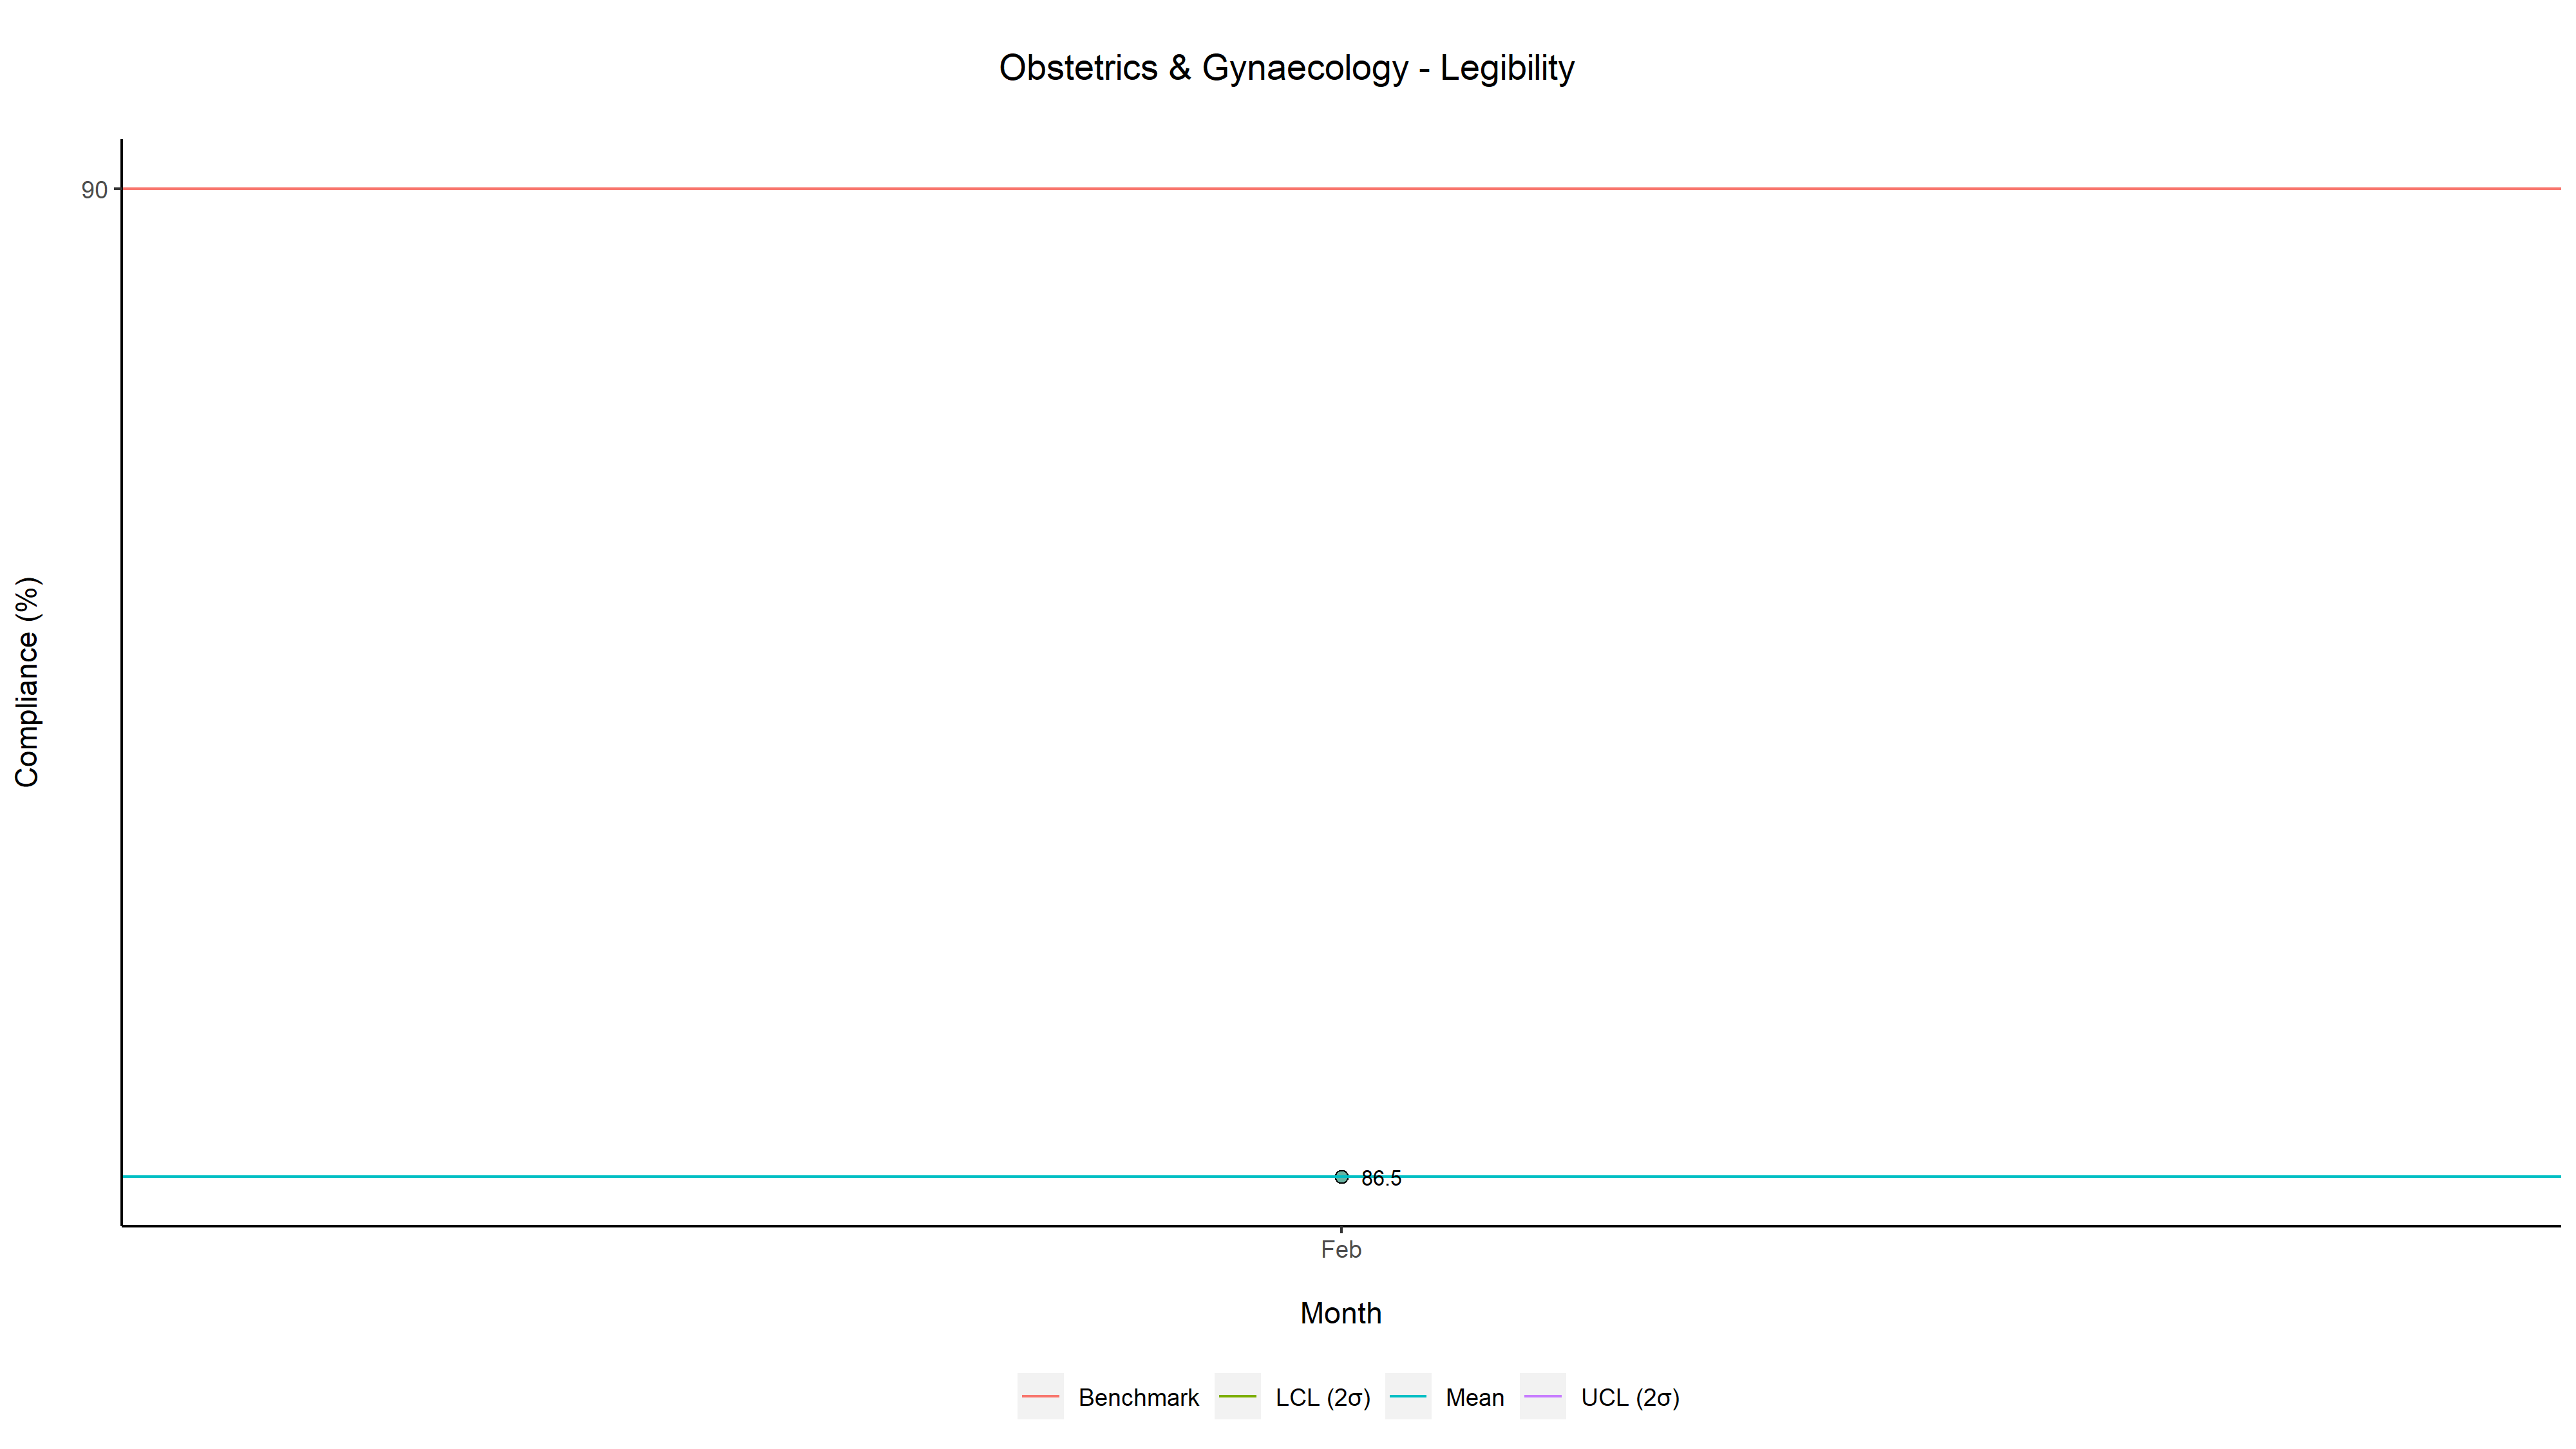 Obstetrics & Gynaecology - Legibility
90
Compliance (%)
86.5
Feb
Month
Benchmark LCL (2σ) Mean UCL (2σ)